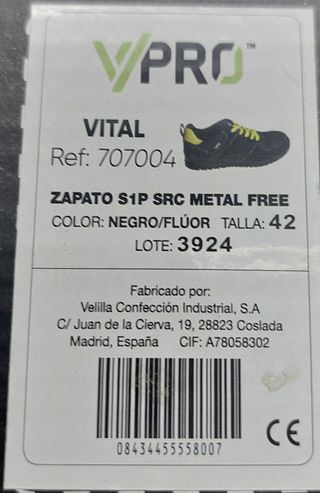 VPRO™
VITAL
Ref: 707004
ZAPATO S1P SRC METAL FREE
COLOR: NEGRO/FLÚOR TALLA: 42
LOTE: 3924
Fabricado por:
Velilla Confección Industrial, S.A
C/ Juan de la Cierva, 19, 28823 Coslada
Madrid, España CIF: A78058302
08434455558007
CE